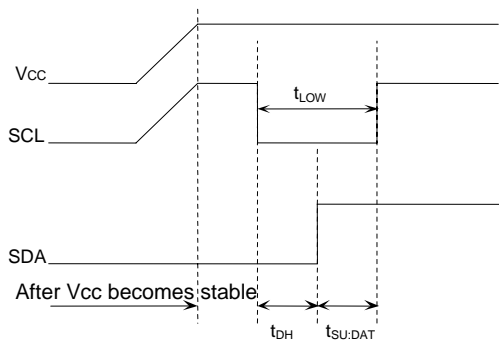 VCC
tLOW
SCL
SDA
After Vcc becomes stable
tDH
tSU:DAT